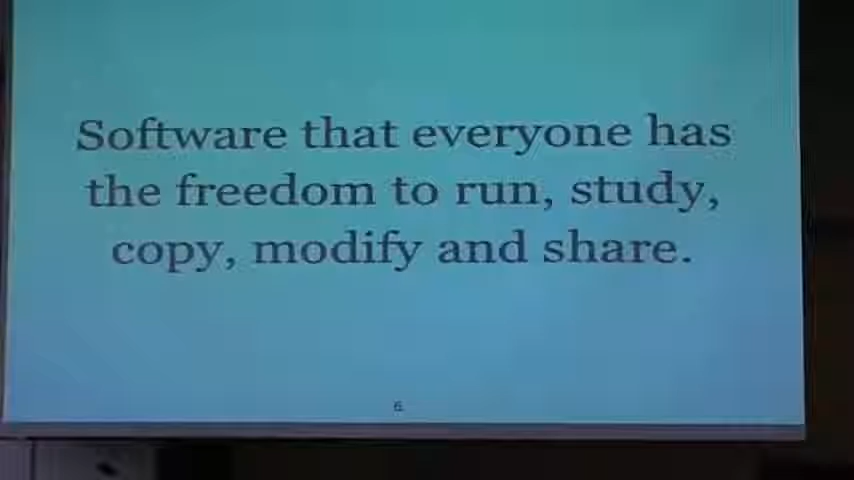 Software that everyone has
the freedom to run, study,
copy, modify and share.
6